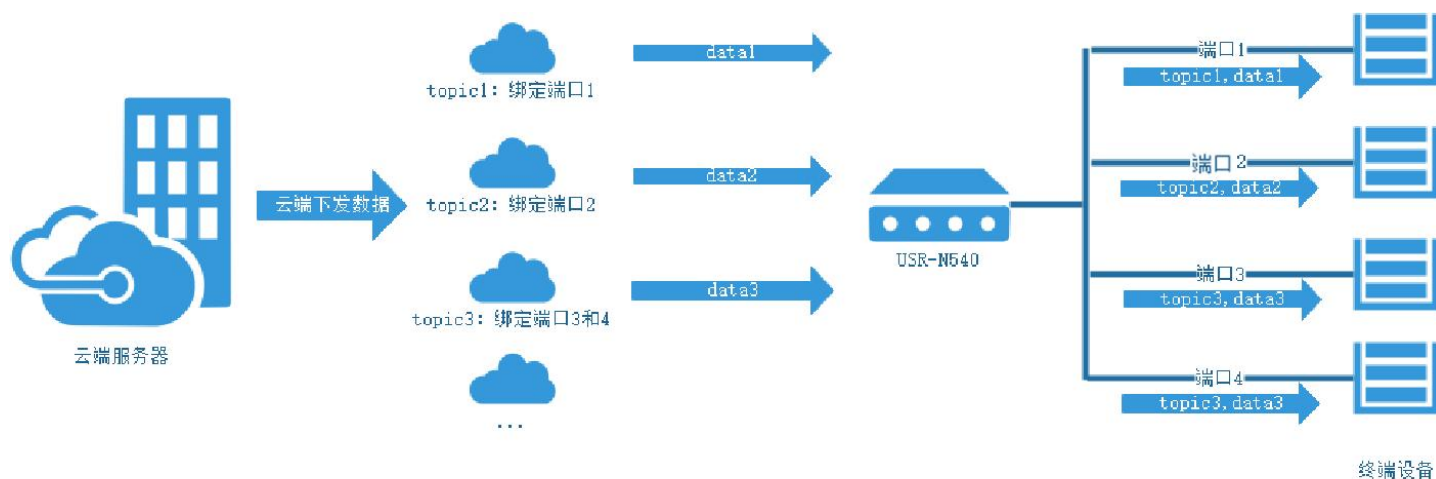 data1
topic1: 绑定端口1
云端下发数据
data2
topic2: 绑定端口2
data3
topic3: 绑定端口3和4
...
云端服务器
USR-N540
端口1
topic1,data1
端口2
topic2,data2
端口3
topic3,data3
端口4
topic3,data3
终端设备